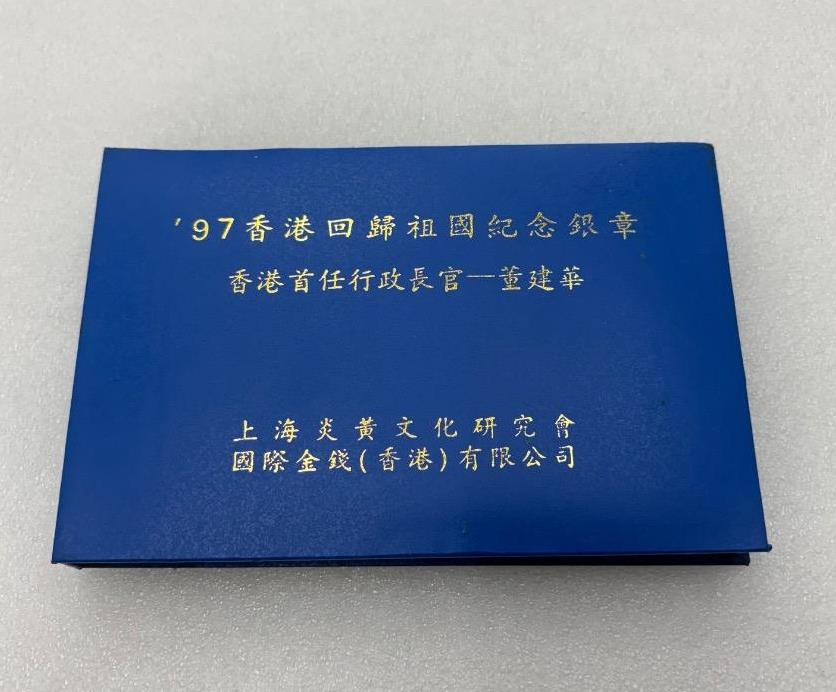 '97香港回歸祖國紀念銀章
香港首任行政長官—董建華
上海炎黃文化研究會
國際金錢(香港)有限公司